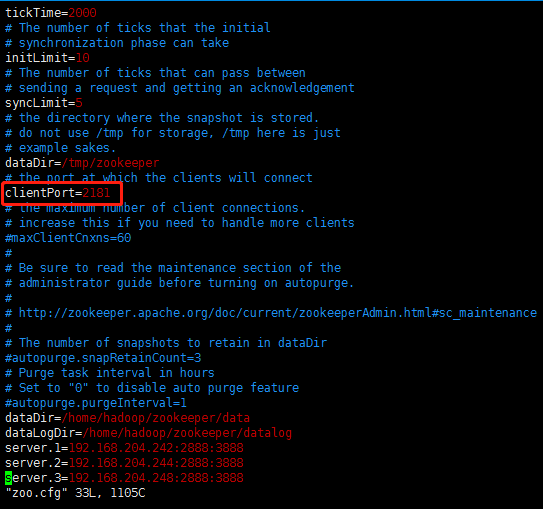 tickTime=2000
# The number of ticks that the initial
# synchronization phase can take
initLimit=10
# The number of ticks that can pass between
# sending a request and getting an acknowledgement
syncLimit=5
# the directory where the snapshot is stored.
# do not use /tmp for storage, /tmp here is just
# example sakes.
dataDir=/tmp/zookeeper
# the port at which the clients will connect
clientPort=2181
# the maximum number of client connections.
# increase this if you need to handle more clients
#maxClientCnxns=60
#
# Be sure to read the maintenance section of the
# administrator guide before turning on autopurge.
#
# http://zookeeper.apache.org/doc/current/zookeeperAdmin.html#sc_maintenance
#
# The number of snapshots to retain in dataDir
#autopurge.snapRetainCount=3
# Purge task interval in hours
# Set to "0" to disable auto purge feature
#autopurge.purgeInterval=1
dataDir=/home/hadoop/zookeeper/data
dataLogDir=/home/hadoop/zookeeper/datalog
server.1=192.168.204.242:2888:3888
server.2=192.168.204.244:2888:3888
server.3=192.168.204.248:2888:3888
"zoo.cfg" 33L, 1105C